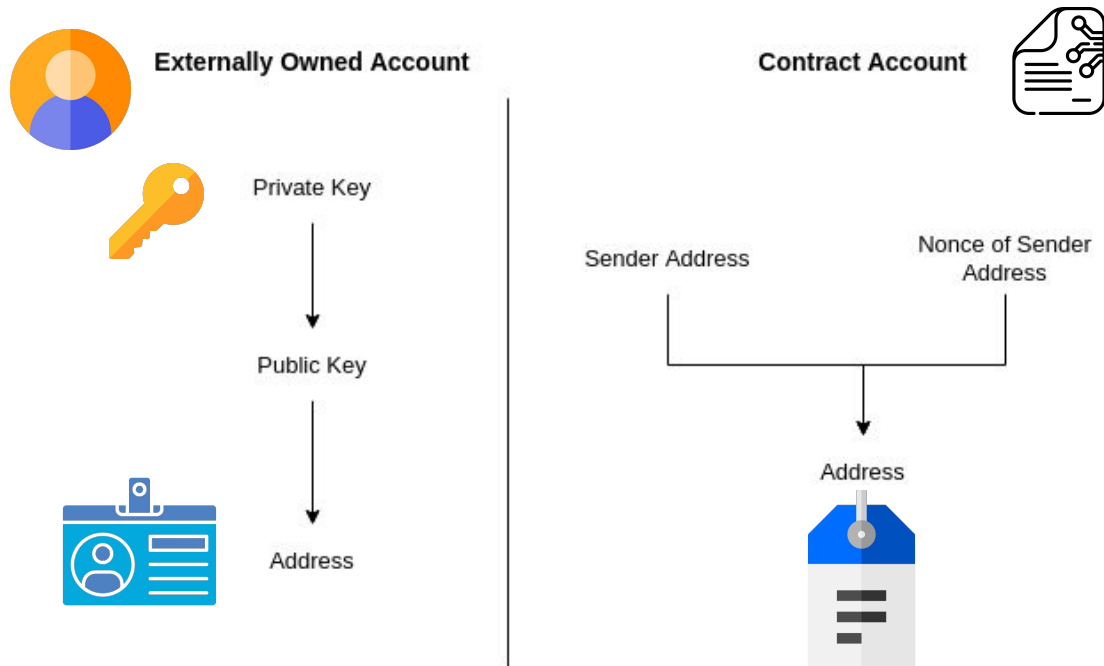 Externally Owned Account
Private Key
Public Key
Address
Contract Account
Sender Address
Nonce of Sender
Address
Address